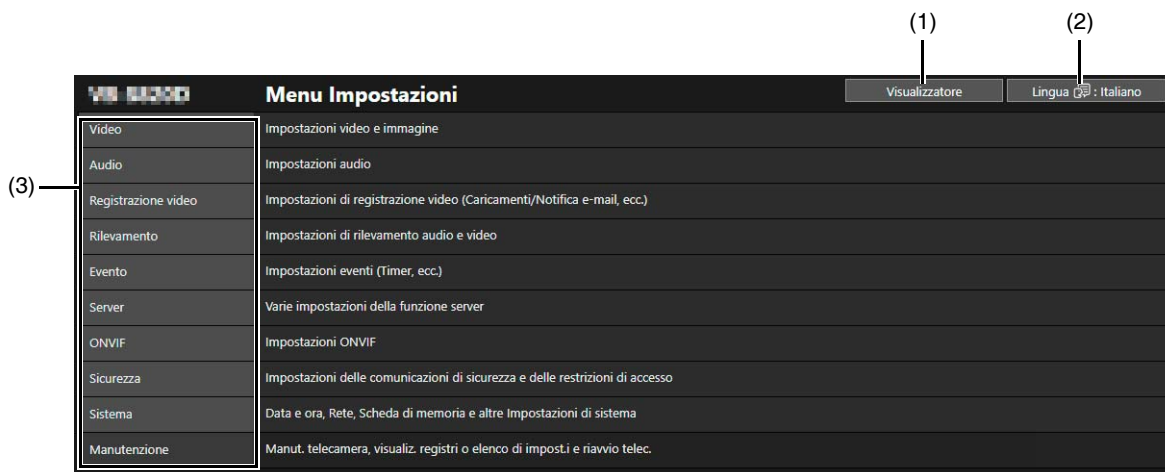 (1) (2)
Menu Impostazioni Visualizzatore Lingua : Italiano
(3)
Video Impostazioni video e immagine
Audio Impostazioni audio
Registrazione video Impostazioni di registrazione video (Caricamenti/Notifica e-mail, ecc.)
Rilevamento Impostazioni di rilevamento audio e video
Evento Impostazioni eventi (Timer, ecc.)
Server Varie impostazioni della funzione server
ONVIF Impostazioni ONVIF
Sicurezza Impostazioni delle comunicazioni di sicurezza e delle restrizioni di accesso
Sistema Data e ora, Rete, Scheda di memoria e altre Impostazioni di sistema
Manutenzione Manut. telecamera, visualiz. registri o elenco di impost.i e riavvio telec.